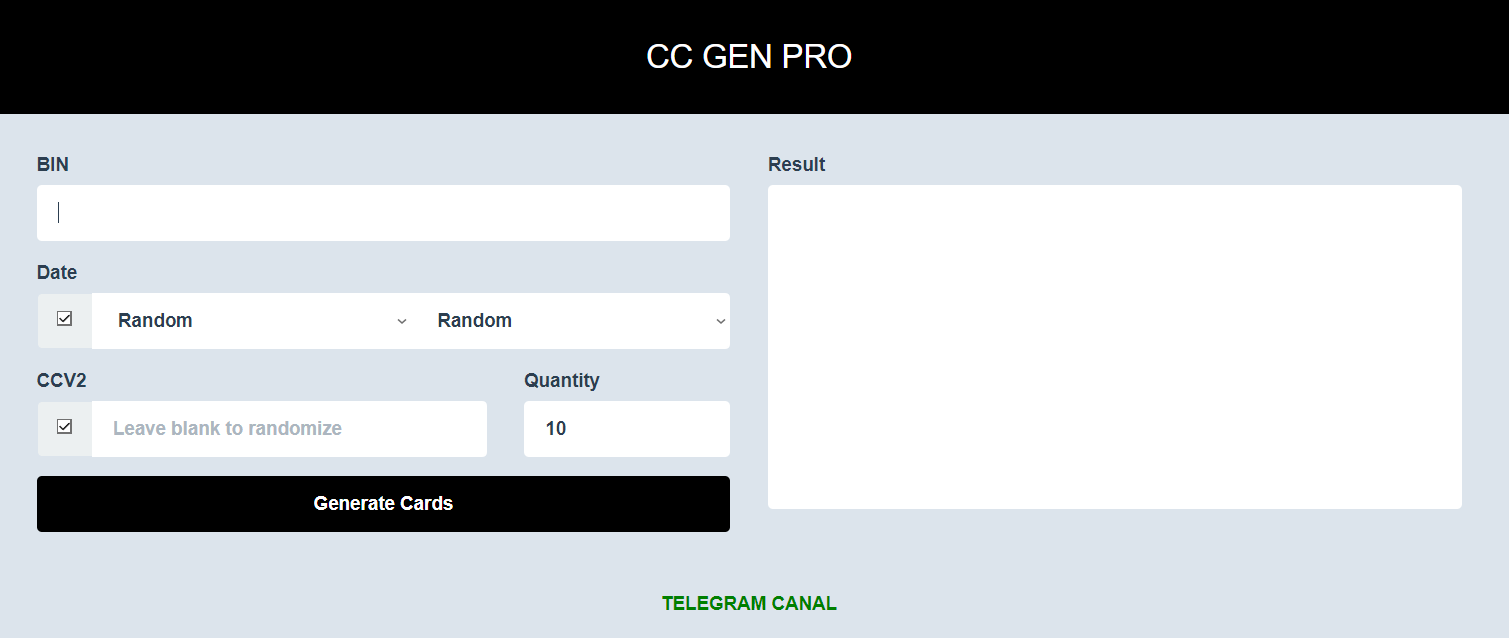 CC GEN PRO
BIN
Date
Random Random
CCV2 Quantity
Leave blank to randomize 10
Generate Cards
Result
TELEGRAM CANAL